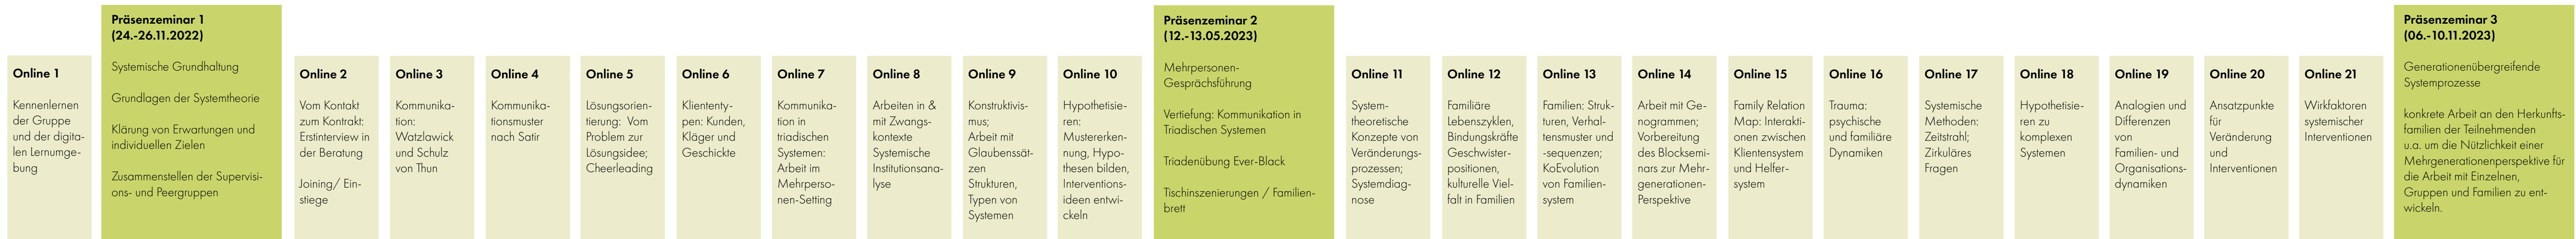 Online 1
Kennenlernen
der Gruppe
und der digita-
len Lernumge-
bung
Präsenzeminar 1
(24.-26.11.2022)
Systemische Grundhaltung
Grundlagen der Systemtheorie
Klärung von Erwartungen und
individuellen Zielen
Zusammenstellen der Supervisi-
ons- und Peergruppen
Online 2
Vom Kontakt
zum Kontrakt:
Erstinterview in
der Beratung
Joining/ Ein-
stiege
Online 3
Kommunika-
tion:
Watzlawick
und Schulz
von Thun
Online 4
Kommunika-
tionsmuster
nach Satir
Online 5
Lösungsorien-
tierung: Vom
Problem zur
Lösungsidee;
Cheerleading
Online 6
Kliententy-
pen: Kunden,
Kläger und
Geschickte
Online 7
Kommunika-
tion in
triadischen
Systemen:
Arbeit im
Mehrperso-
nen-Setting
Online 8
Arbeiten in &
mit Zwangs-
kontexte
Systemische
Institutionsana-
lyse
Online 9
Konstruktivis-
mus;
Arbeit mit
Glaubenssät-
zen
Strukturen,
Typen von
Systemen
Online 10
Hypothetisie-
ren:
Mustererken-
nung, Hypo-
thesen bilden,
Interventions-
ideen entwi-
ckeln
Präsenzeminar 2
(12.-13.05.2023)
Mehrpersonen-
Gesprächsführung
Vertiefung: Kommunikation in
Triadischen Systemen
Triadenübung Ever-Black
Tischinszenierungen / Familien-
brett
Online 11
System-
theoretische
Konzepte von
Veränderungs-
prozessen;
Systemdiag-
nose
Online 12
Familiäre
Lebenszyklen,
Bindungskräfte
Geschwister-
positionen,
kulturelle Viel-
falt in Familien
Online 13
Familien: Struk-
turen, Verhal-
tensmuster und
-sequenzen;
KoEvolution
von Familien-
system
Online 14
Arbeit mit Ge-
nogrammen;
Vorbereitung
des Blocksemi-
nars zur Mehr-
generationen-
Perspektive
Online 15
Family Relation
Map: Interakti-
onen zwischen
Klientensystem
und Helfer-
system
Online 16
Trauma:
psychische
und familiäre
Dynamiken
Online 17
Systemische
Methoden:
Zeitstrahl;
Zirkuläres
Fragen
Online 18
Hypothetisie-
ren zu
komplexen
Systemen
Online 19
Analogien und
Differenzen
von
Familien- und
Organisations-
dynamiken
Online 20
Ansatzpunkte
für
Veränderung
und
Interventionen
Online 21
Wirkfaktoren
systemischer
Interventionen
Präsenzeminar 3
(06.-10.11.2023)
Generationenübergreifende
Systemprozesse
konkrete Arbeit an den Herkunfts-
familien der Teilnehmenden
u.a. um die Nützlichkeit einer
Mehrgenerationenperspektive für
die Arbeit mit Einzelnen,
Gruppen und Familien zu ent-
wickeln.